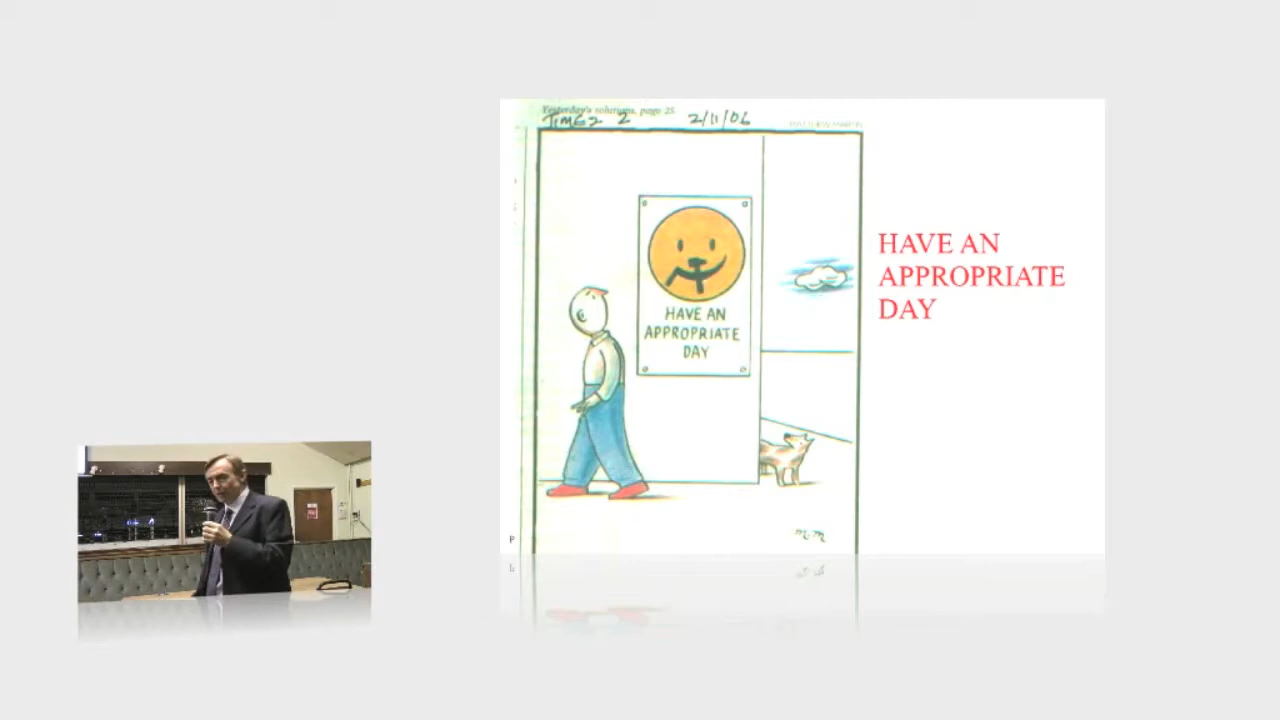 Yesterday's solutions, page 25
TIMES 2 2/11/06
HAVE AN
APPROPRIATE
DAY
HAVE AN
APPROPRIATE
DAY
M.M